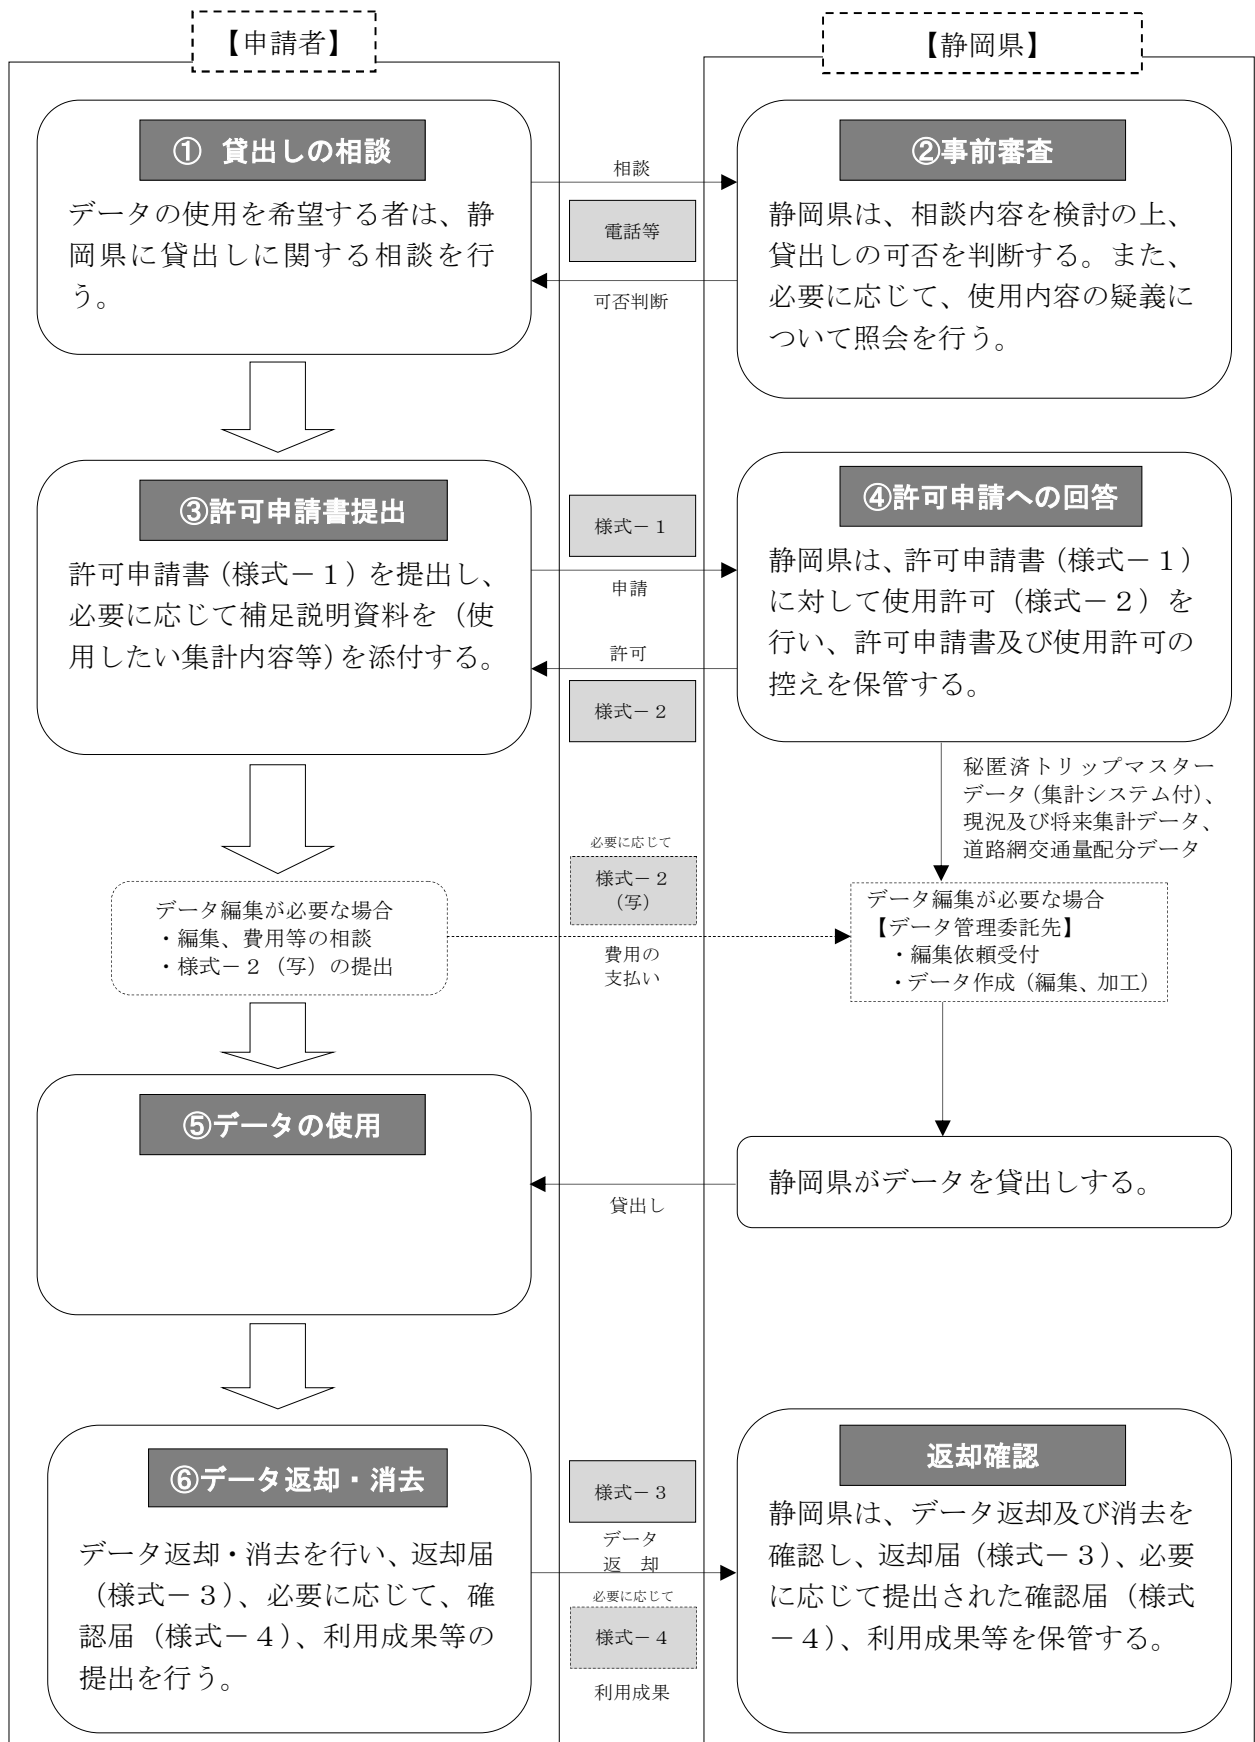 【申請者】
【静岡県】
① 貸出しの相談
データの使用を希望する者は、静
岡県に貸出しに関する相談を行
う。
相談
電話等
可否判断
②事前審査
静岡県は、相談内容を検討の上、
貸出しの可否を判断する。また、
必要に応じて、使用内容の疑義に
ついて照会を行う。
③許可申請書提出
許可申請書（様式－１）を提出し、
必要に応じて補足説明資料を（使
用したい集計内容等）を添付する。
様式－１
申請
許可
様式－２
④許可申請への回答
静岡県は、許可申請書（様式－１）
に対して使用許可（様式－２）を
行い、許可申請書及び使用許可の
控えを保管する。
秘匿済トリップマスター
データ（集計システム付）、
現況及び将来集計データ、
道路網交通量配分データ
データ編集が必要な場合
・編集、費用等の相談
・様式－２（写）の提出
必要に応じて
様式－２
（写）
費用の
支払い
データ編集が必要な場合
【データ管理委託先】
・編集依頼受付
・データ作成（編集、加工）
⑤データの使用
貸出し
静岡県がデータを貸出しする。
⑥データ返却・消去
データ返却・消去を行い、返却届
（様式－３）、必要に応じて、確
認届（様式－４）、利用成果等の
提出を行う。
様式－３
データ
返　却
必要に応じて
様式－４
利用成果
返却確認
静岡県は、データ返却及び消去を
確認し、返却届（様式－３）、必要
に応じて提出された確認届（様式
－４）、利用成果等を保管する。